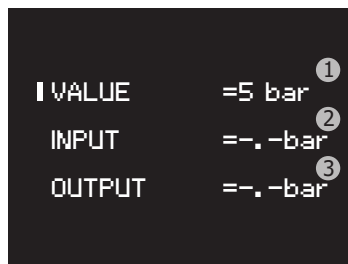 1
VALUE =5 bar
2
INPUT =-.-bar
3
OUTPUT =-.-bar